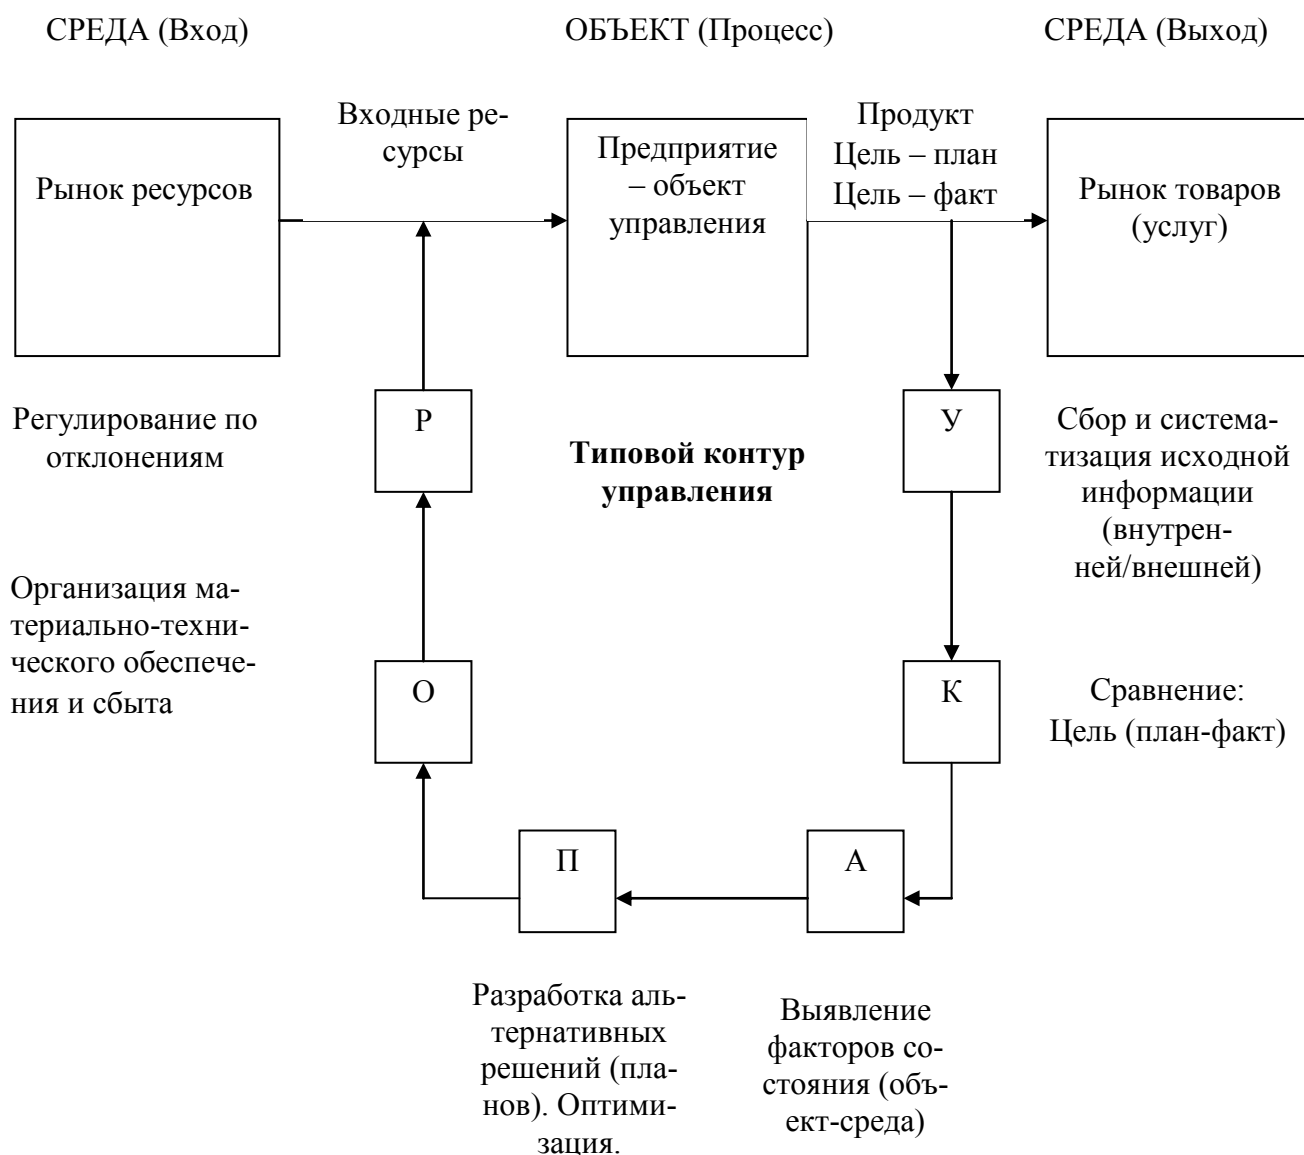 СРЕДА (Вход)
ОБЪЕКТ (Процесс)
СРЕДА (Выход)
Рынок ресурсов
Входные ре-
сурсы
Предприятие
– объект
управления
Продукт
Цель – план
Цель – факт
Рынок товаров
(услуг)
Регулирование по
отклонениям
Р
Типовой контур
управления
У
Сбор и система-
тизация исходной
информации
(внутрен-
ней/внешней)
Организация ма-
териально-техни-
ческого обеспече-
ния и сбыта
О
К
Сравнение:
Цель (план-факт)
П
А
Разработка аль-
тернативных
решений (пла-
нов). Оптими-
зация.
Выявление
факторов со-
стояния (объ-
ект-среда)